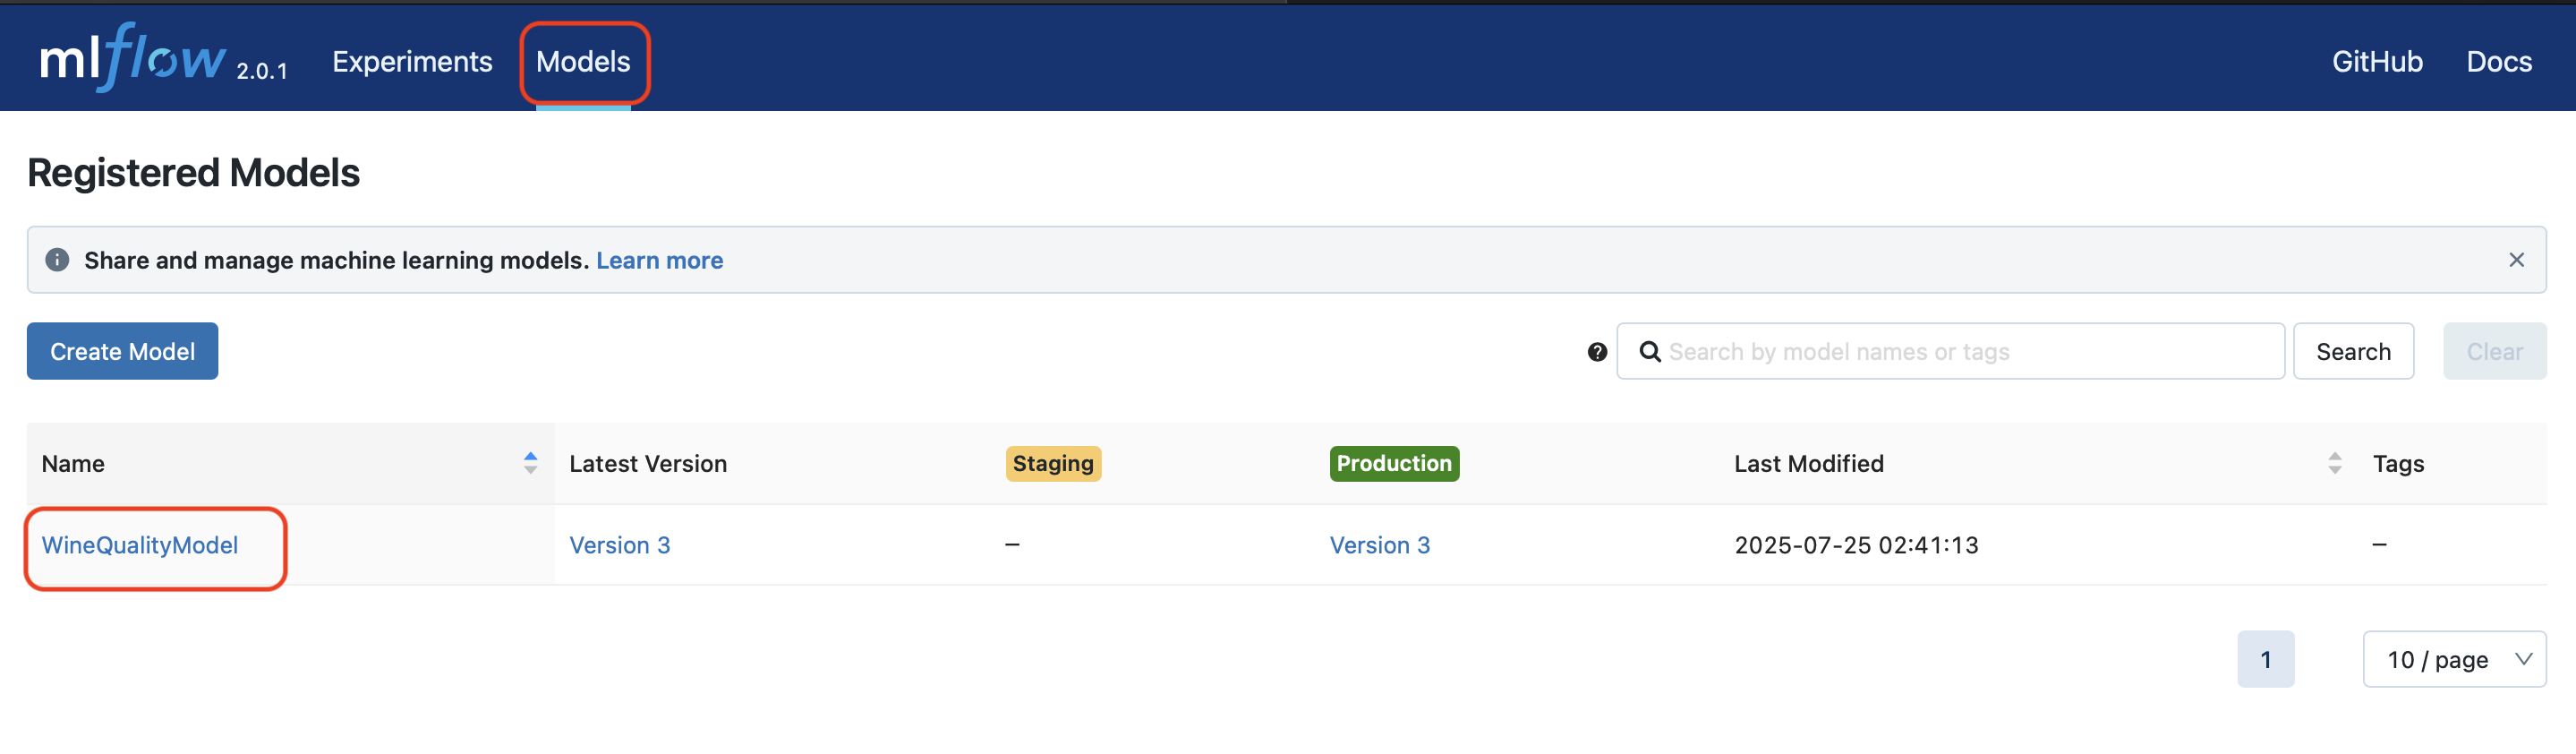 mlflow 2.0.1 Experiments Models GitHub Docs
Registered Models
Share and manage machine learning models. Learn more
Create Model Search by model names or tags Search Clear
Name Latest Version Staging Production Last Modified Tags
WineQualityModel Version 3 – Version 3 2025-07-25 02:41:13 –
1 10 / page